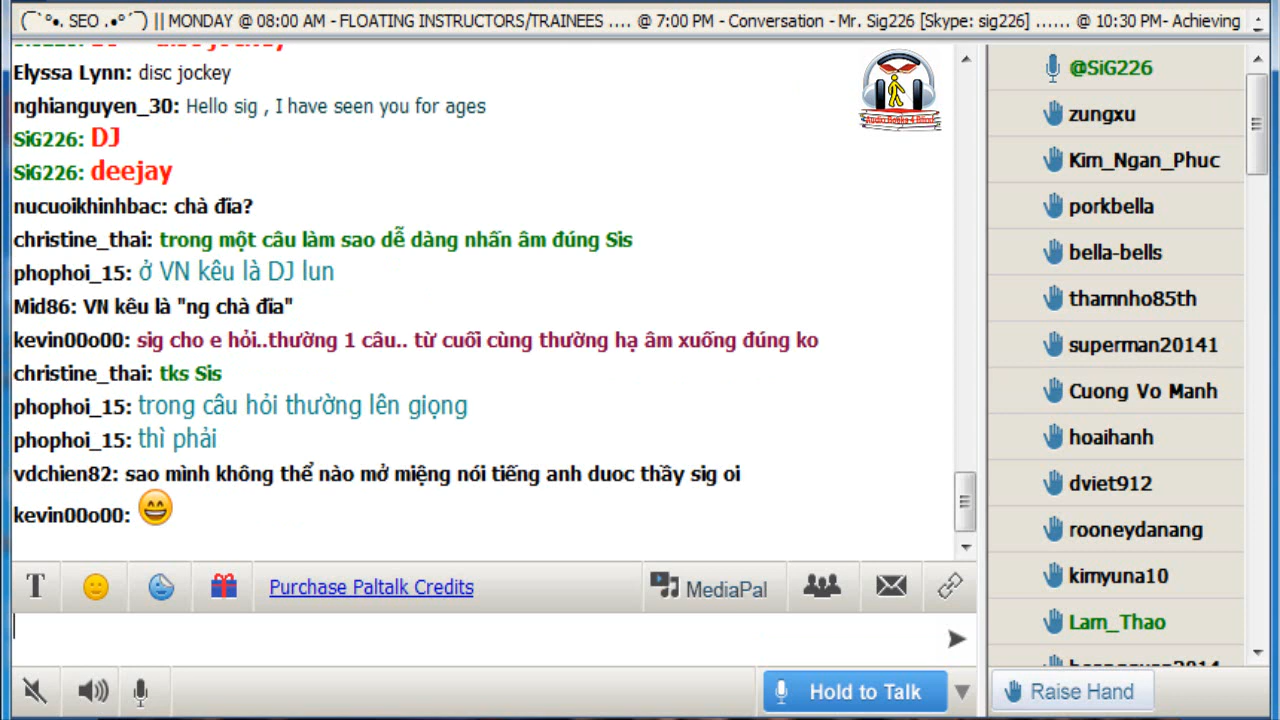 (¯`°•. SEO .•°´¯) || MONDAY @ 08:00 AM - FLOATING INSTRUCTORS/TRAINEES .... @ 7:00 PM - Conversation - Mr. Sig226 [Skype: sig226] ...... @ 10:30 PM- Achieving
Elyssa Lynn: disc jockey
nghianguyen_30: Hello sig , I have seen you for ages
SiG226: DJ
SiG226: deejay
nucuoikhinhbac: chà đĩa?
christine_thai: trong một câu làm sao dễ dàng nhấn âm đúng Sis
phophoi_15: ở VN kêu là DJ lun
Mid86: VN kêu là "ng chà đĩa"
kevin00o00: sig cho e hỏi..thường 1 câu.. từ cuối cùng thường hạ âm xuống đúng ko
christine_thai: tks Sis
phophoi_15: trong câu hỏi thường lên giọng
phophoi_15: thì phải
vdchien82: sao mình không thể nào mở miệng nói tiếng anh duoc thầy sig oi
kevin00o00:
Audio Books 4 Blind
T
Purchase Paltalk Credits
MediaPal
Hold to Talk
@SiG226
zungxu
Kim_Ngan_Phuc
porkbella
bella-bells
thamnho85th
superman20141
Cuong Vo Manh
hoaihanh
dviet912
rooneydanang
kimyuna10
Lam_Thao
Raise Hand